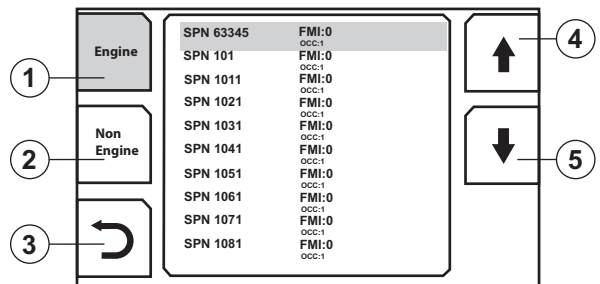 Engine
Non
Engine
SPN 63345 FMI:0
OCC:1
SPN 101 FMI:0
OCC:1
SPN 1011 FMI:0
OCC:1
SPN 1021 FMI:0
OCC:1
SPN 1031 FMI:0
OCC:1
SPN 1041 FMI:0
OCC:1
SPN 1051 FMI:0
OCC:1
SPN 1061 FMI:0
OCC:1
SPN 1071 FMI:0
OCC:1
SPN 1081 FMI:0
OCC:1
1
2
3
4
5